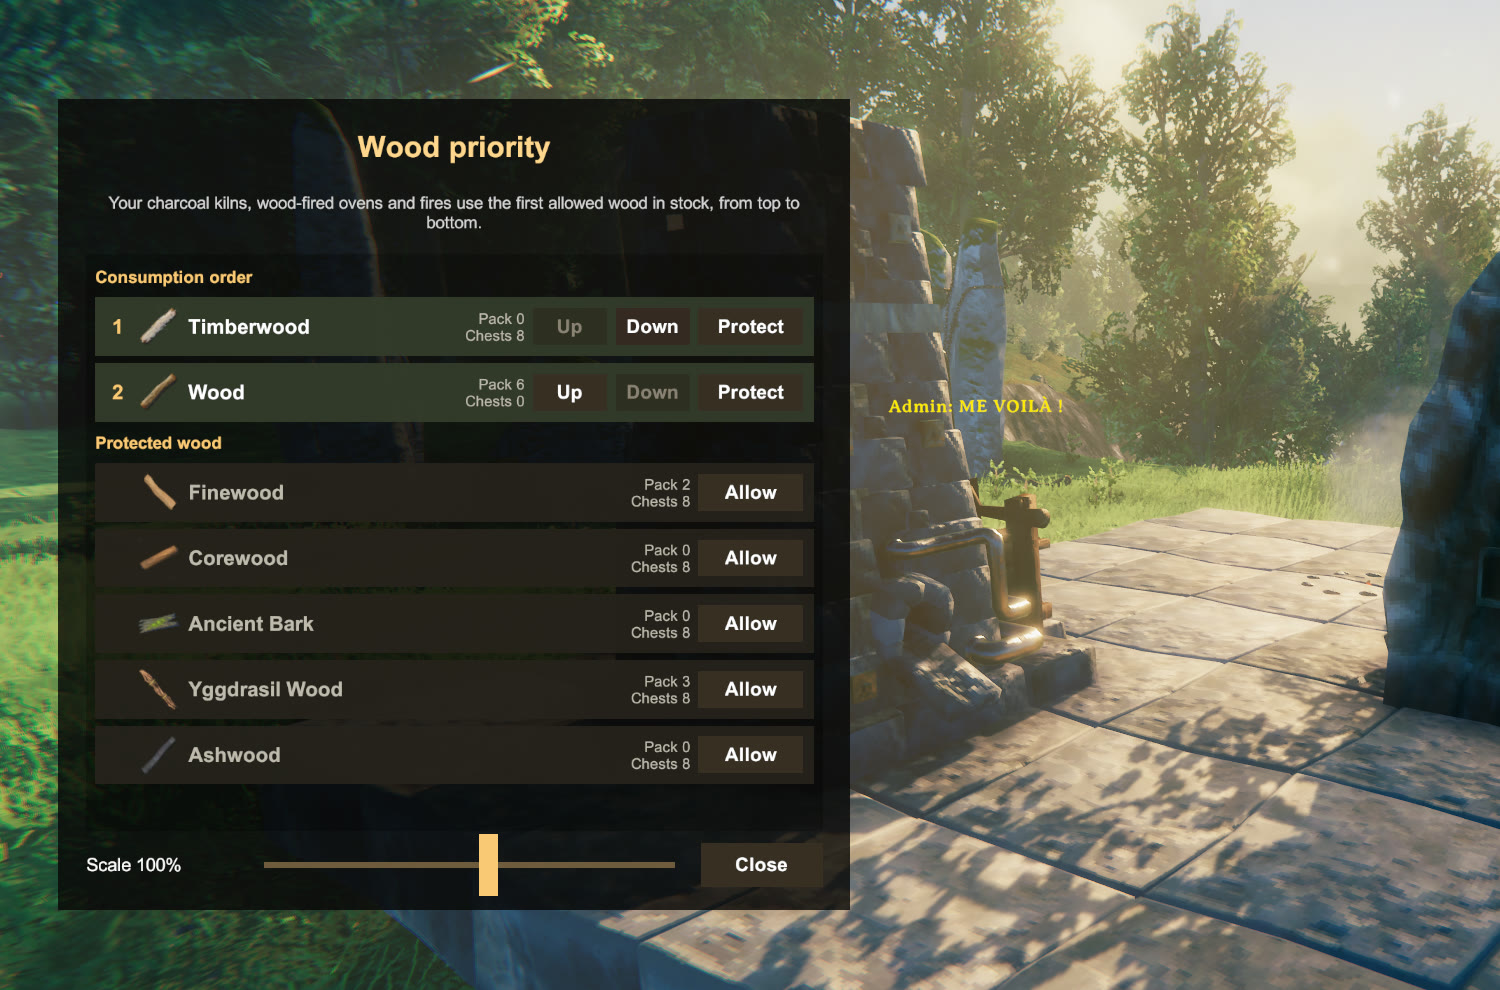 Wood priority
Your charcoal kilns, wood-fired ovens and fires use the first allowed wood in stock, from top to
bottom.
Consumption order
1 Timberwood Pack 0 Chests 8 Up Down Protect
2 Wood Pack 6 Chests 0 Up Down Protect
Admin: ME VOILÀ !
Protected wood
Finewood Pack 2 Chests 8 Allow
Corewood Pack 0 Chests 8 Allow
Ancient Bark Pack 0 Chests 8 Allow
Yggdrasil Wood Pack 3 Chests 8 Allow
Ashwood Pack 0 Chests 8 Allow
Scale 100% Close